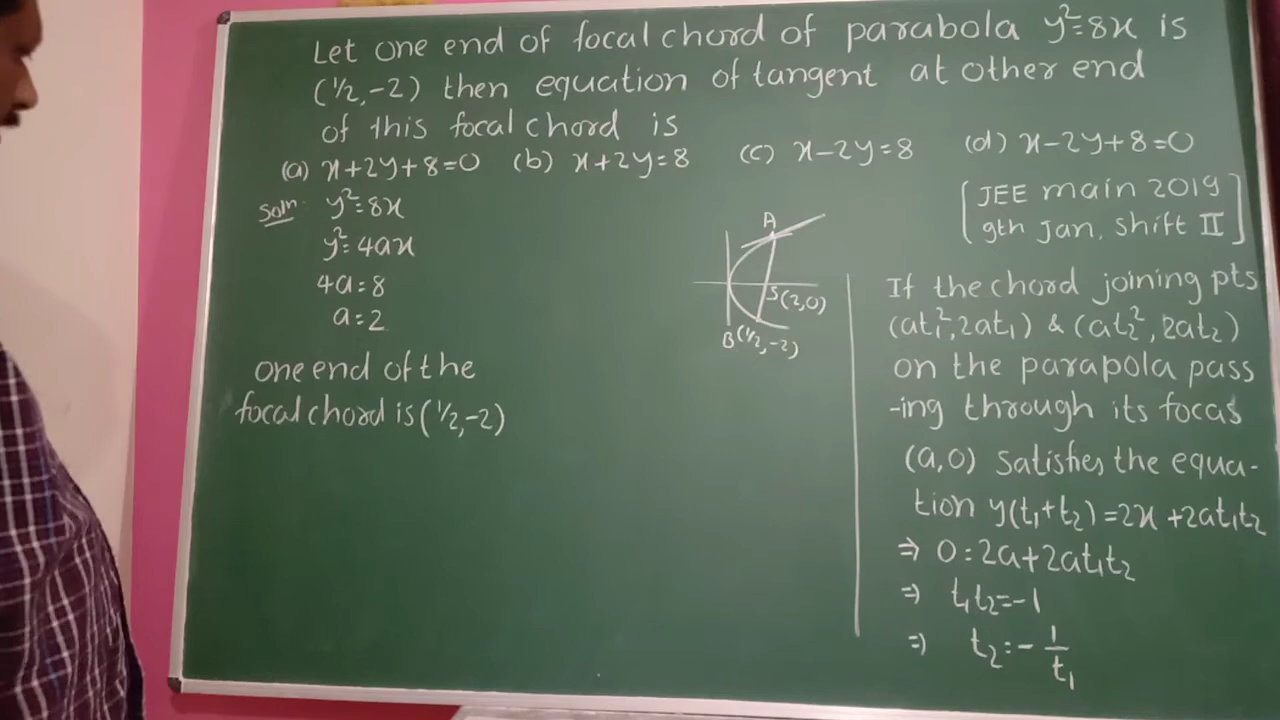 Let one end of focal chord of parabola y²=8x is
(1/2,-2) then equation of tangent at other end
of this focal chord is
(a) x+2y+8=0 (b) x+2y=8 (c) x-2y=8 (d) x-2y+8=0
[JEE main 2019
9th Jan, Shift II]
Soln: y²=8x
y²=4ax
4a=8
a=2
one end of the
focal chord is (1/2,-2)
A
S(2,0)
B(1/2,-2)
If the chord joining pts
(at₁²,2at₁) & (at₂²,2at₂)
on the parapola pass
-ing through its focas
(a,0) satisfies the equa-
tion y(t₁+t₂)=2x+2at₁t₂
⇒ 0=2a+2at₁t₂
⇒ t₁t₂=-1
⇒ t₂=-1/t₁